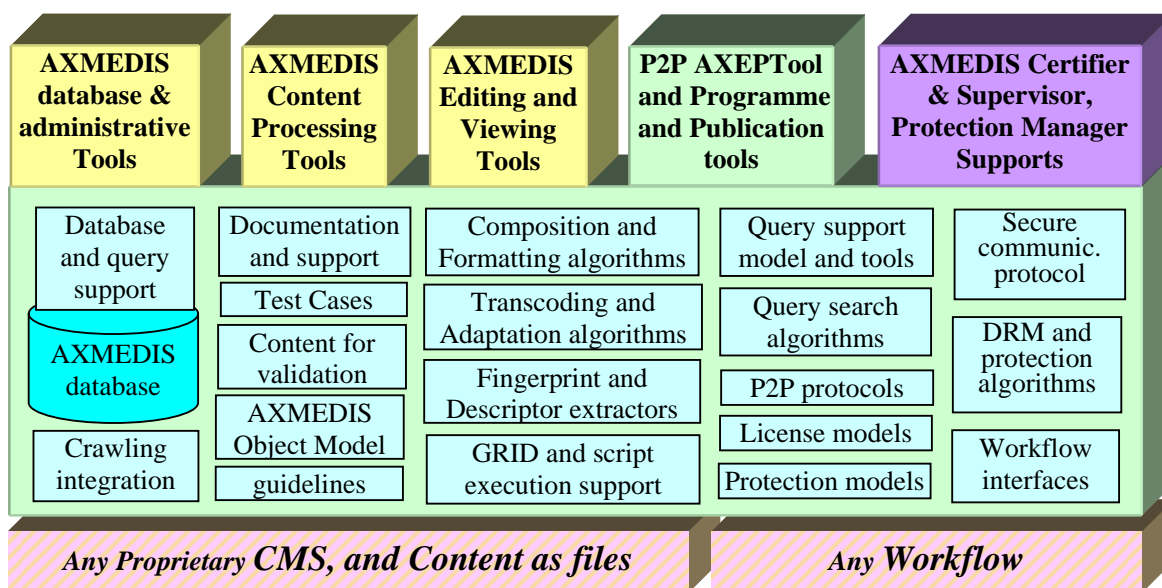 AXMEDIS
database &
administrative
Tools
AXMEDIS
Content
Processing
Tools
AXMEDIS
Editing and
Viewing
Tools
P2P AXEPTool
and Programme
and Publication
tools
AXMEDIS Certifier
& Supervisor,
Protection Manager
Supports
Database
and query
support
AXMEDIS
database
Crawling
integration
Documentation
and support
Test Cases
Content for
validation
AXMEDIS
Object Model
guidelines
Composition and
Formatting algorithms
Transcoding and
Adaptation algorithms
Fingerprint and
Descriptor extractors
GRID and script
execution support
Query support
model and tools
Query search
algorithms
P2P protocols
License models
Protection models
Secure
communic.
protocol
DRM and
protection
algorithms
Workflow
interfaces
Any Proprietary CMS, and Content as files
Any Workflow